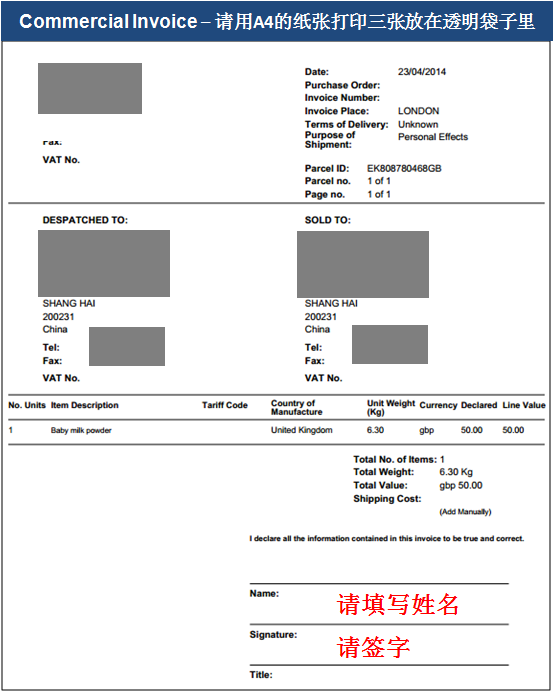 Commercial Invoice – 请用A4的纸张打印三张放在透明袋子里
Date: 23/04/2014
Purchase Order:
Invoice Number:
Invoice Place: LONDON
Terms of Delivery: Unknown
Purpose of Shipment: Personal Effects
Fax:
VAT No.
Parcel ID: EK808780468GB
Parcel no. 1 of 1
Page no. 1 of 1
DESPATCHED TO:
SHANG HAI
200231
China
Tel:
Fax:
VAT No.
SOLD TO:
SHANG HAI
200231
China
Tel:
Fax:
VAT No.
No. Units Item Description Tariff Code Country of Manufacture Unit Weight (Kg) Currency Declared Line Value
1 Baby milk powder United Kingdom 6.30 gbp 50.00 50.00
Total No. of Items: 1
Total Weight: 6.30 Kg
Total Value: gbp 50.00
Shipping Cost:
(Add Manually)
I declare all the information contained in this invoice to be true and correct.
Name: 请填写姓名
Signature: 请签字
Title: